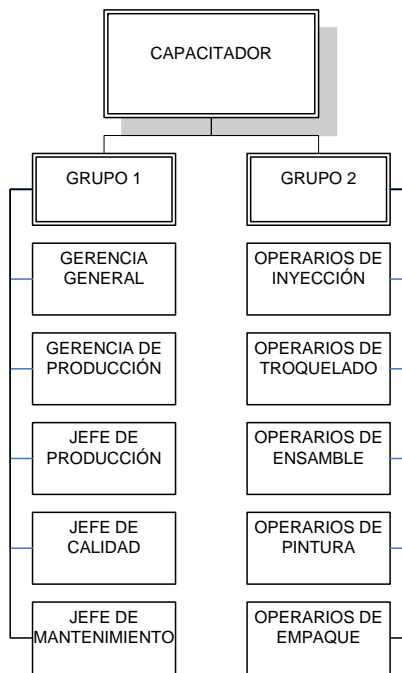 CAPACITADOR
GRUPO 1
GERENCIA
GENERAL
GERENCIA DE
PRODUCCIÓN
JEFE DE
PRODUCCIÓN
JEFE DE
CALIDAD
JEFE DE
MANTENIMIENTO
GRUPO 2
OPERARIOS DE
INYECCIÓN
OPERARIOS DE
TROQUELADO
OPERARIOS DE
ENSAMBLE
OPERARIOS DE
PINTURA
OPERARIOS DE
EMPAQUE